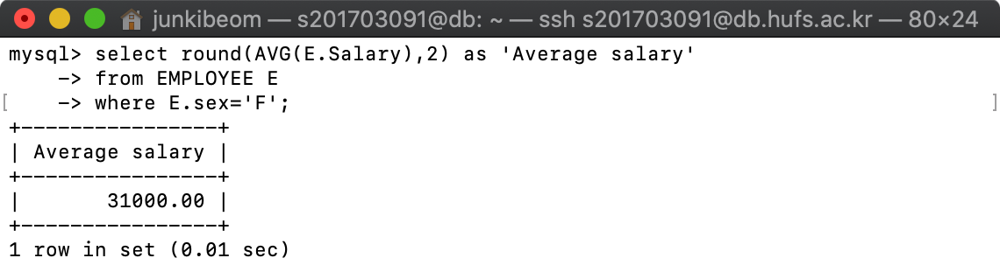 junkibeom — s201703091@db: ~ — ssh s201703091@db.hufs.ac.kr — 80×24
mysql> select round(AVG(E.Salary),2) as 'Average salary'
    -> from EMPLOYEE E
[    -> where E.sex='F';    ]
+----------------+
| Average salary |
+----------------+
|       31000.00 |
+----------------+
1 row in set (0.01 sec)